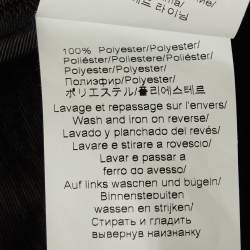 100% Polyester/Polyester/
Poliéster/Poliestere/Polyester/
Polyester/Polyester/
Полиэфир/Polyester/
ポリエステル/폴리에스테르
Lavage et repassage sur l'envers/
Wash and iron on reverse/
Lavado y planchado del revés/
Lavare e stirare a rovescio/
Lavar e passar a
ferro do avesso/
Auf links waschen und bügeln/
Binnenstebuiten
wassen en strijken/
Стирать и гладить
вывернув наизнанку